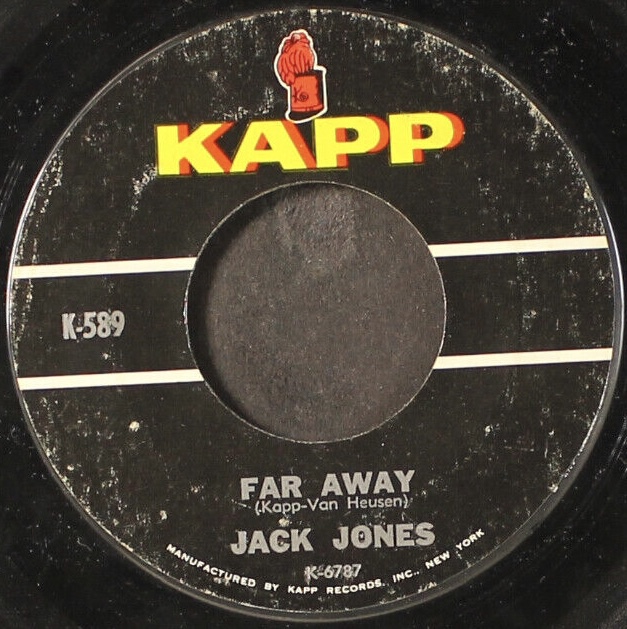 KAPP
K-589
FAR AWAY
(Kapp-Van Heusen)
JACK JONES
K-6787
MANUFACTURED BY KAPP RECORDS, INC., NEW YORK